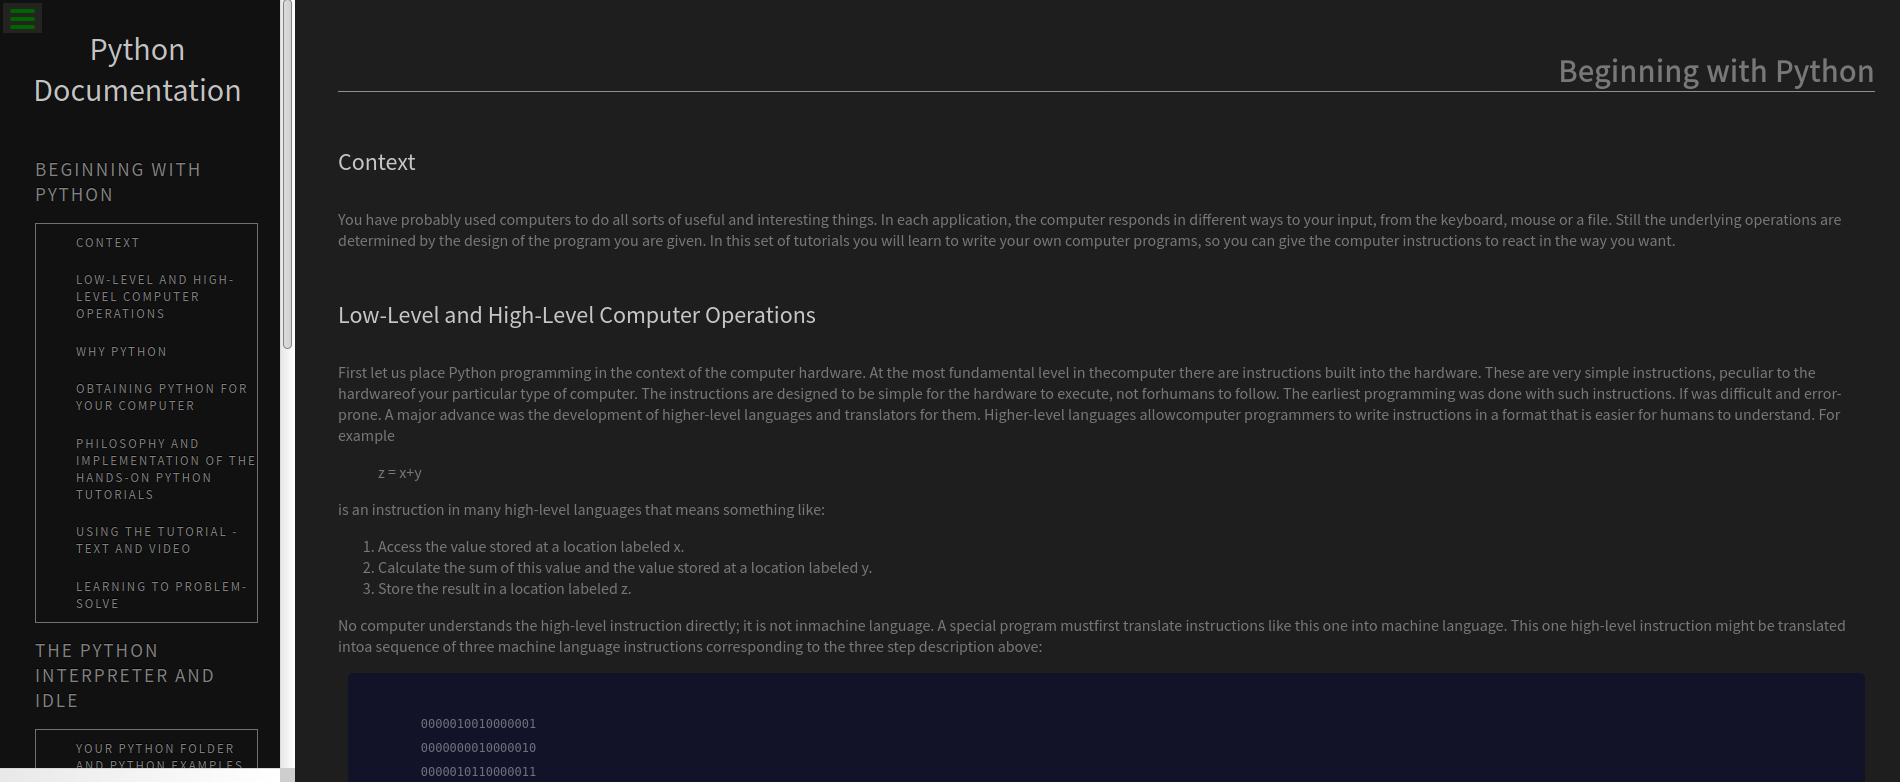 Python
Documentation
BEGINNING WITH
PYTHON
CONTEXT
LOW-LEVEL AND HIGH-
LEVEL COMPUTER
OPERATIONS
WHY PYTHON
OBTAINING PYTHON FOR
YOUR COMPUTER
PHILOSOPHY AND
IMPLEMENTATION OF THE
HANDS-ON PYTHON
TUTORIALS
USING THE TUTORIAL -
TEXT AND VIDEO
LEARNING TO PROBLEM-
SOLVE
THE PYTHON
INTERPRETER AND
IDLE
YOUR PYTHON FOLDER
AND PYTHON EXAMPLES
Beginning with Python
Context
You have probably used computers to do all sorts of useful and interesting things. In each application, the computer responds in different ways to your input, from the keyboard, mouse or a file. Still the underlying operations are
determined by the design of the program you are given. In this set of tutorials you will learn to write your own computer programs, so you can give the computer instructions to react in the way you want.
Low-Level and High-Level Computer Operations
First let us place Python programming in the context of the computer hardware. At the most fundamental level in thecomputer there are instructions built into the hardware. These are very simple instructions, peculiar to the
hardwareof your particular type of computer. The instructions are designed to be simple for the hardware to execute, not forhumans to follow. The earliest programming was done with such instructions. If was difficult and error-
prone. A major advance was the development of higher-level languages and translators for them. Higher-level languages allowcomputer programmers to write instructions in a format that is easier for humans to understand. For
example
z = x+y
is an instruction in many high-level languages that means something like:
1. Access the value stored at a location labeled x.
2. Calculate the sum of this value and the value stored at a location labeled y.
3. Store the result in a location labeled z.
No computer understands the high-level instruction directly; it is not inmachine language. A special program mustfirst translate instructions like this one into machine language. This one high-level instruction might be translated
intoa sequence of three machine language instructions corresponding to the three step description above:
0000010010000001
0000000010000010
0000010110000011